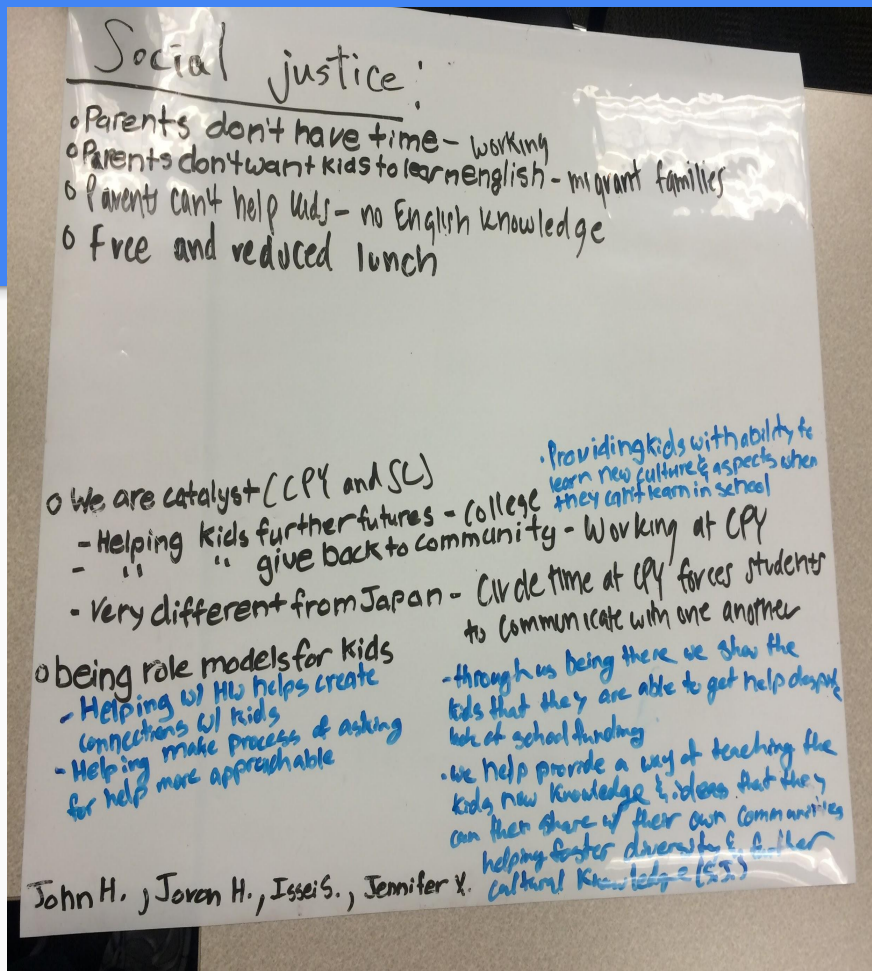 Social justice:
o Parents don't have time - working
o Parents don't want kids to learn english - migrant families
o Parents can't help kids - no English knowledge
o Free and reduced lunch
• Providing kids with ability to
learn new culture & aspects when
they can't learn in school
o We are catalyst (CPY and SC)
- Helping kids further futures - College
- " " give back to community - Working at CPY
- Very different from Japan - Circle time at CPY forces students
to communicate with one another
o being role models for kids
- Helping w/ HW helps create
connections w/ kids
- Helping make process of asking
for help more approachable
- through us being there we show the
kids that they are able to get help despite
lack of school funding
• we help provide a way of teaching the
kids new knowledge & ideas that they
can then share w/ their own communities
helping foster diversity & further
cultural knowledge (SJ)
John H., Joron H., Issei S., Jennifer Y.